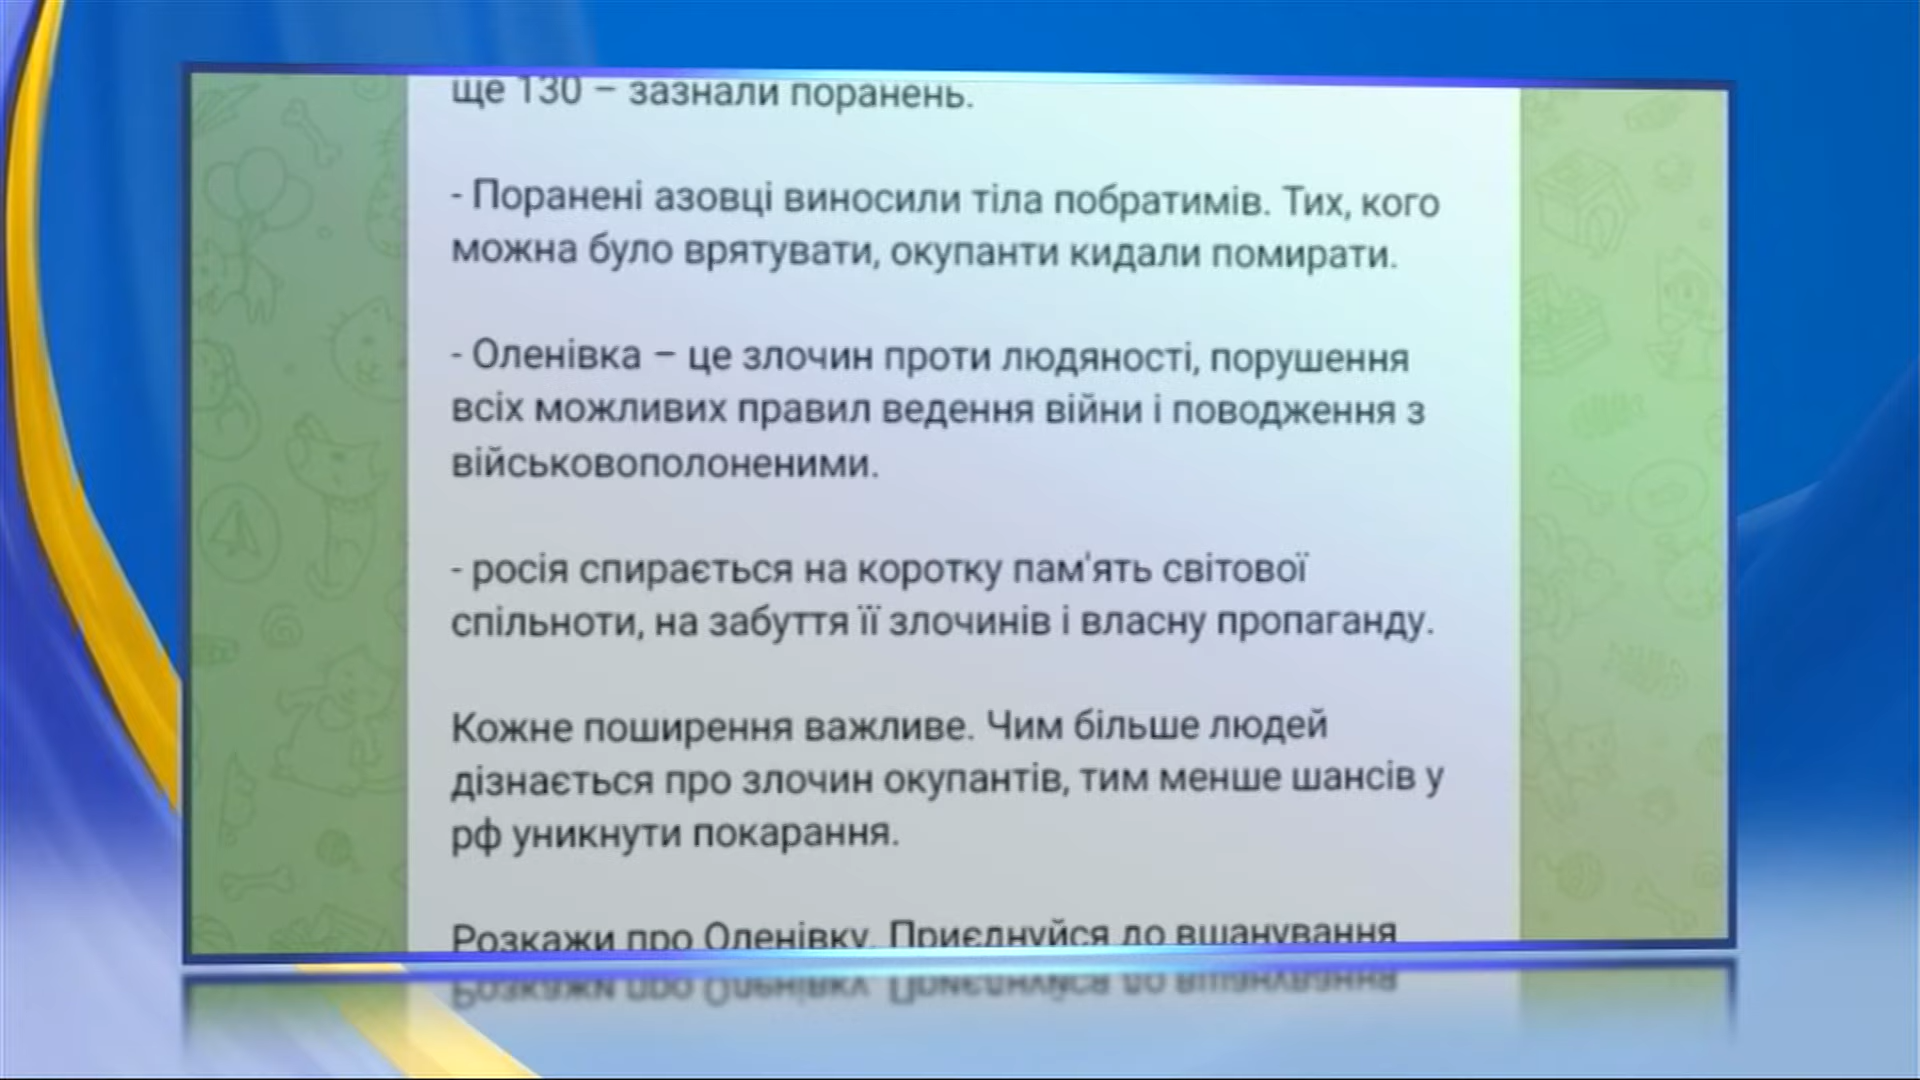 ще 130 – зазнали поранень.
- Поранені азовці виносили тіла побратимів. Тих, кого
можна було врятувати, окупанти кидали помирати.
- Оленівка – це злочин проти людяності, порушення
всіх можливих правил ведення війни і поводження з
військовополоненими.
- росія спирається на коротку пам'ять світової
спільноти, на забуття її злочинів і власну пропаганду.
Кожне поширення важливе. Чим більше людей
дізнається про злочин окупантів, тим менше шансів у
рф уникнути покарання.
Розкажи про Оленівку. Приєднуйся до вшанування